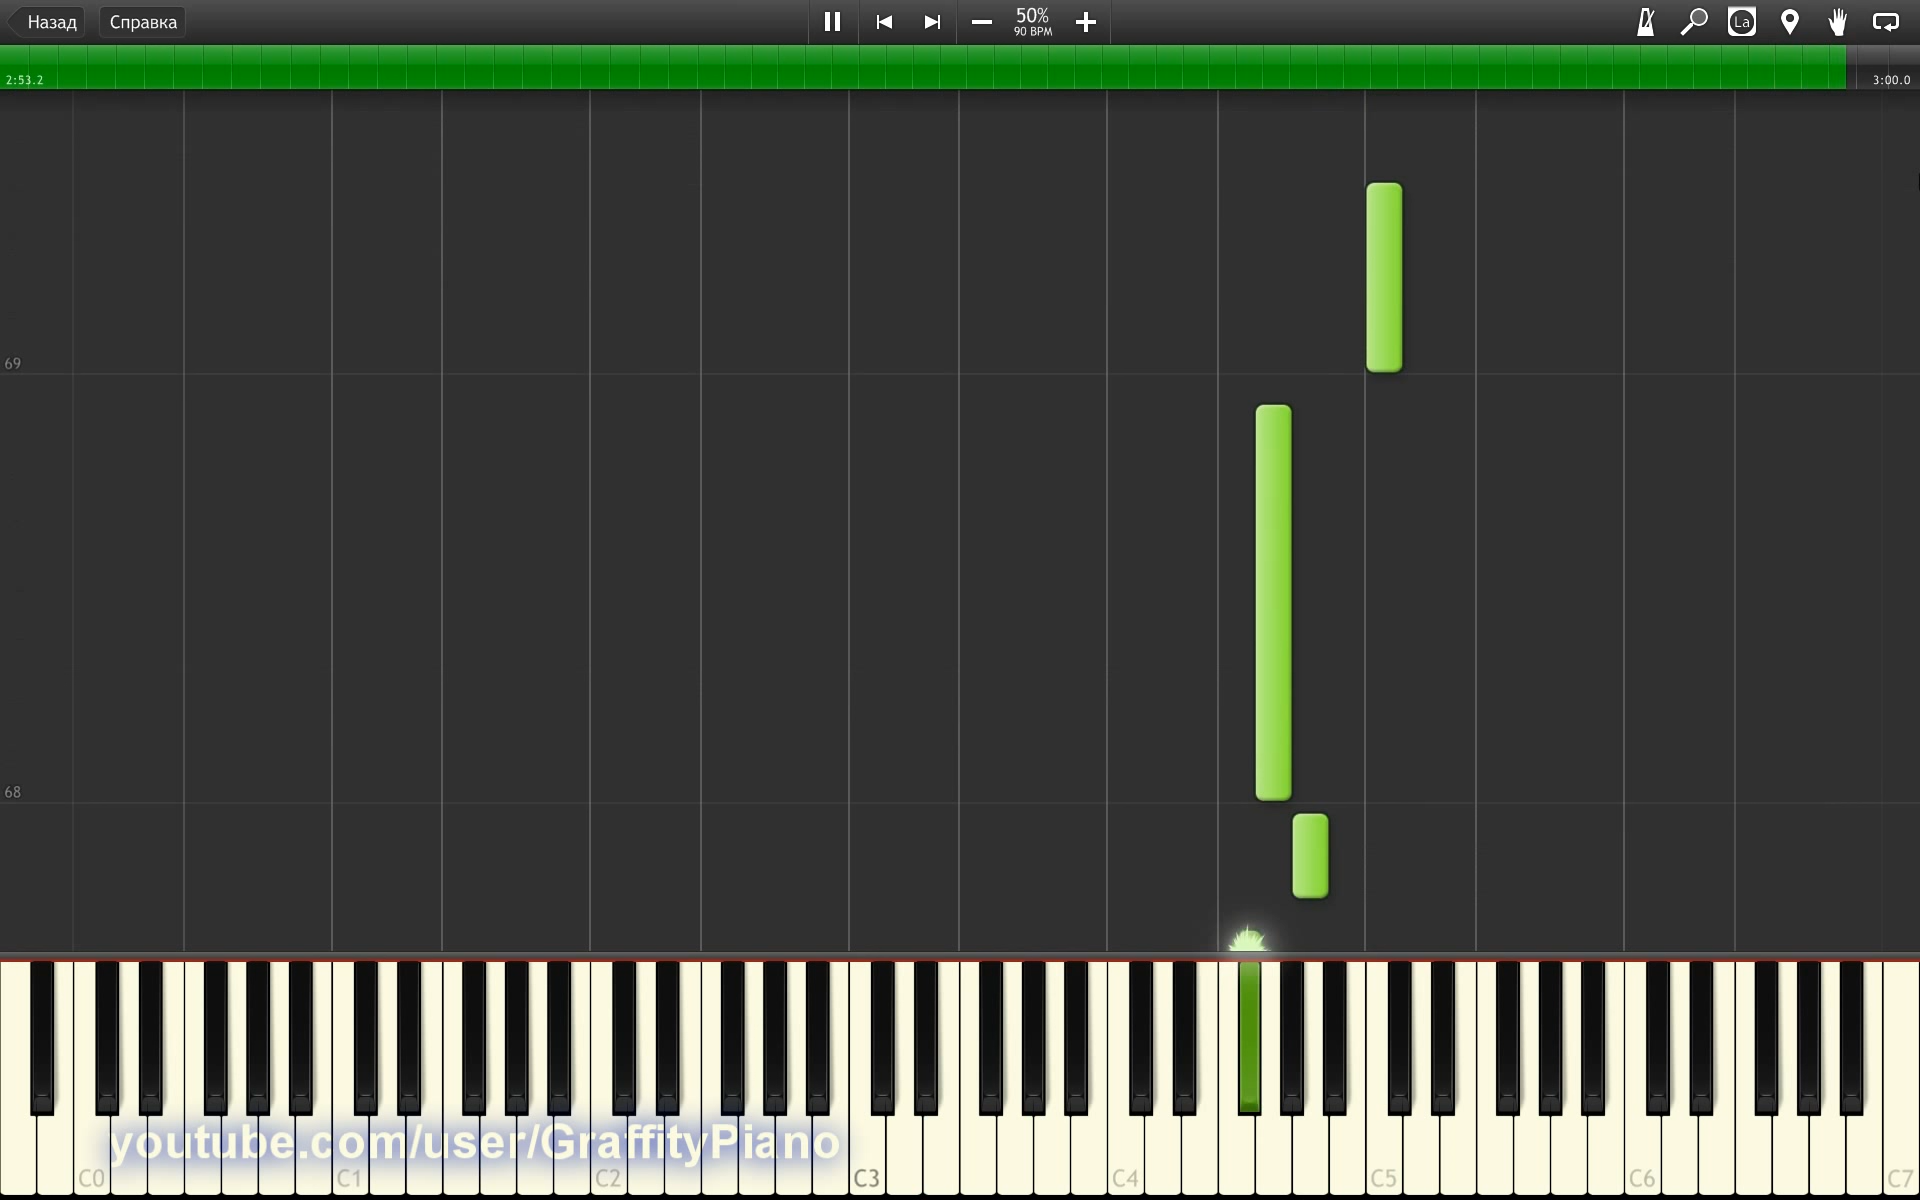 Назад Справка 50% La
90 BPM
2:53.2 3:00.0
69
68
youtube.com/user/GraffityPiano
C0 C1 C2 C3 C4 C5 C6 C7